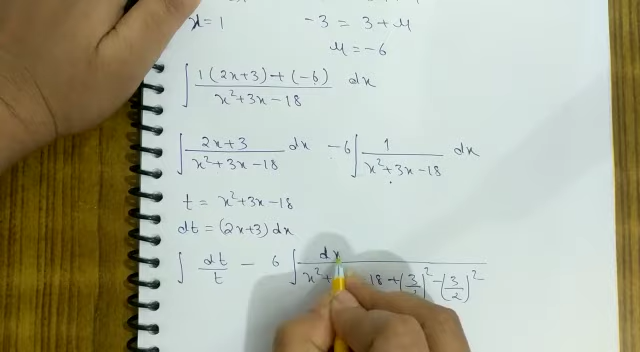 x=1 -3 = 3 + μ
μ = -6
∫ 1(2x+3)+(-6) / x²+3x-18 dx
∫ 2x+3 / x²+3x-18 dx -6 ∫ 1 / x²+3x-18 dx
t = x²+3x-18
dt = (2x+3) dx
∫ dt / t - 6 ∫ dx / x²+ 18 + (3/2)² - (3/2)²